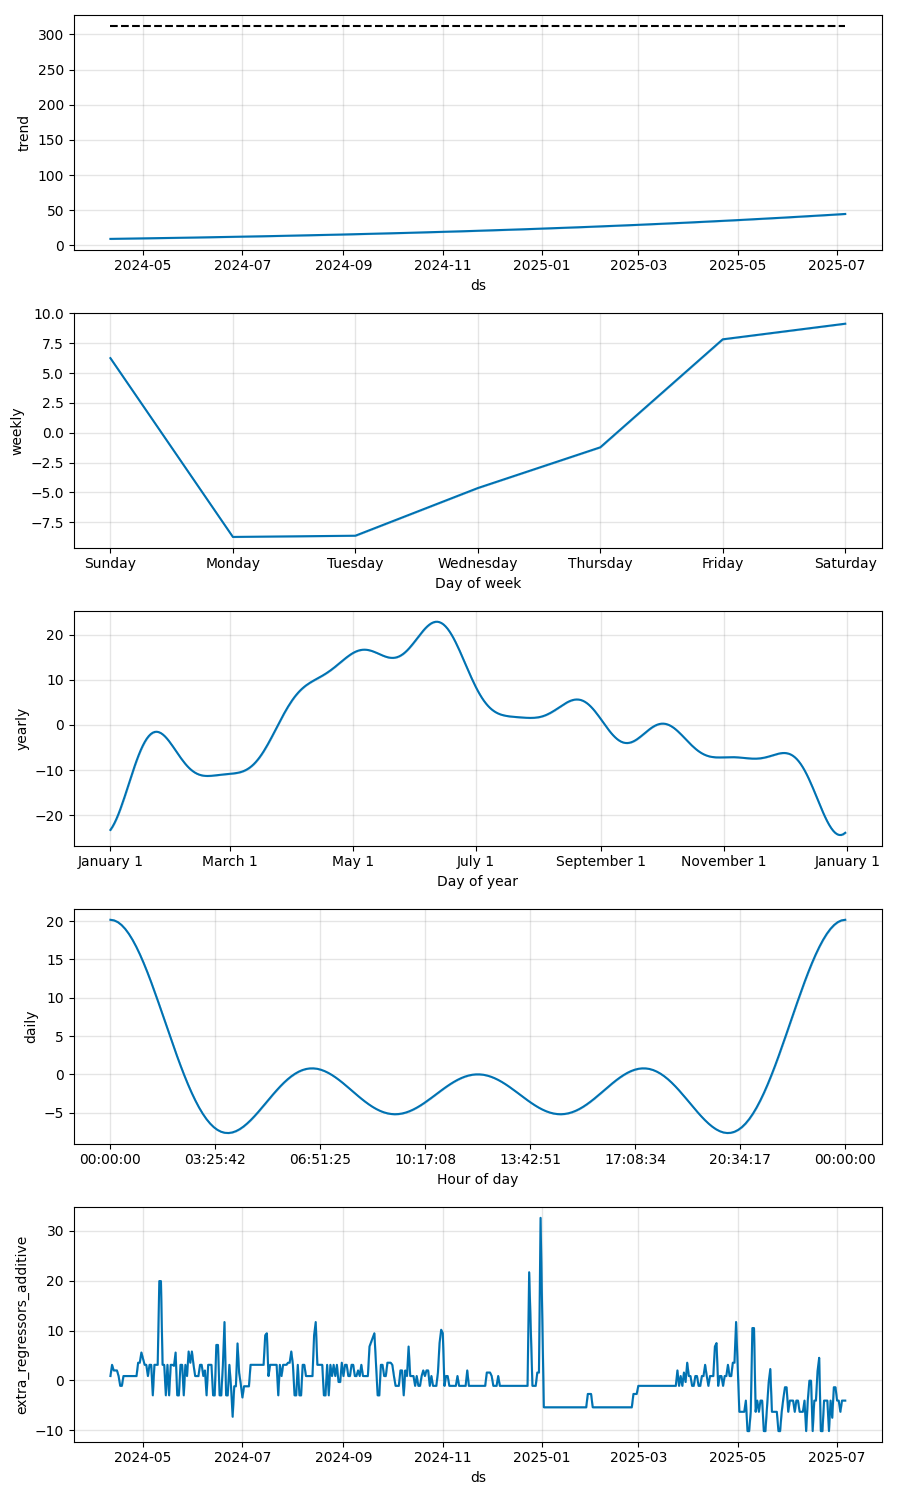 300
250
200
150
100
50
0
trend
2024-05 2024-07 2024-09 2024-11 2025-01 2025-03 2025-05 2025-07
ds
10.0
7.5
5.0
2.5
0.0
−2.5
−5.0
−7.5
weekly
Sunday Monday Tuesday Wednesday Thursday Friday Saturday
Day of week
20
10
0
−10
−20
yearly
January 1 March 1 May 1 July 1 September 1 November 1 January 1
Day of year
20
15
10
5
0
−5
daily
00:00:00 03:25:42 06:51:25 10:17:08 13:42:51 17:08:34 20:34:17 00:00:00
Hour of day
30
20
10
0
−10
extra_regressors_additive
2024-05 2024-07 2024-09 2024-11 2025-01 2025-03 2025-05 2025-07
ds